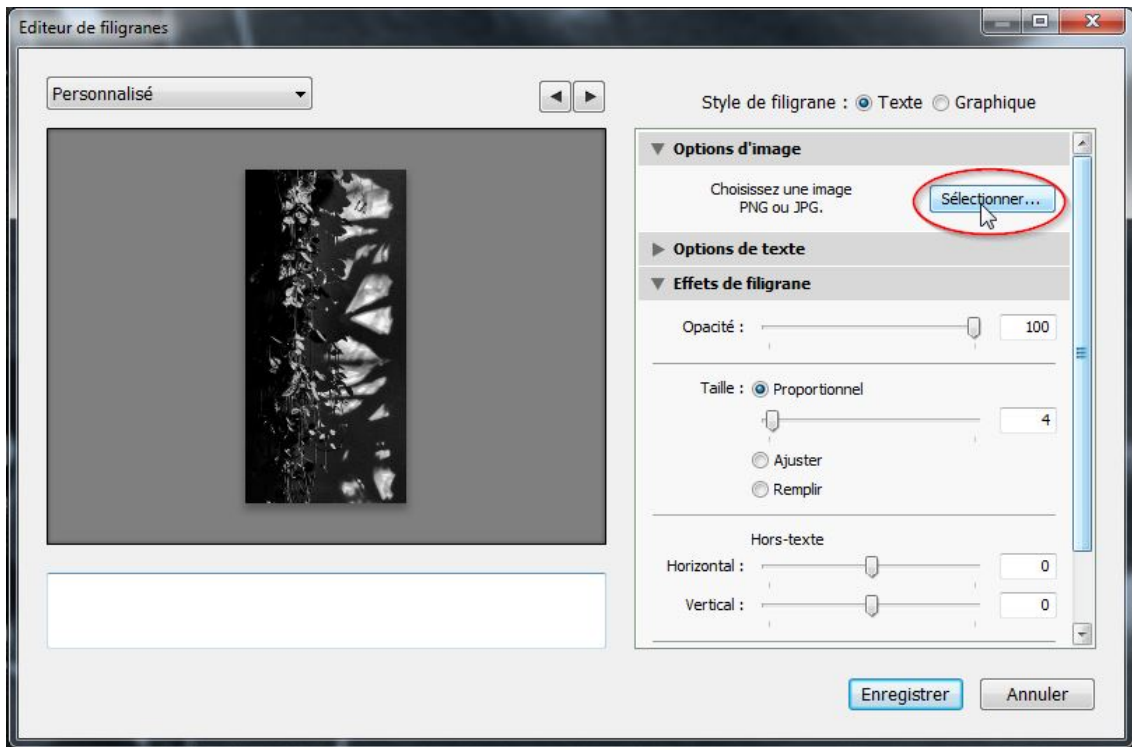 Editeur de filigranes
Personnalisé
Style de filigrane : Texte Graphique
Options d'image
Choisissez une image
PNG ou JPG.
Sélectionner...
Options de texte
Effets de filigrane
Opacité : 100
Taille : Proportionnel
4
Ajuster
Remplir
Hors-texte
Horizontal : 0
Vertical : 0
Enregistrer Annuler